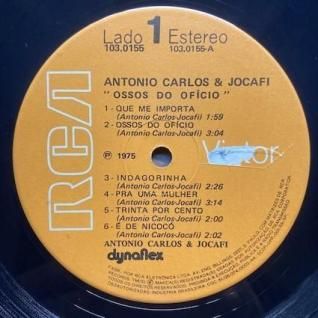 Lado 1 Estereo
103.0155 103.0155-A
ANTONIO CARLOS & JOCAFI
"OSSOS DO OFÍCIO"
1 - QUE ME IMPORTA
(Antonio Carlos-Jocafi) 1:59
2 - OSSOS DO OFÍCIO
(Antonio Carlos-Jocafi) 3:04
RCA
Ⓟ 1975
Victor
3 - INDAGORINHA
(Antonio Carlos-Jocafi) 2:26
4 - PRA UMA MULHER
(Antonio Carlos-Jocafi) 3:14
5 - TRINTA POR CENTO
(Antonio Carlos-Jocafi) 2:00
6 - É DE NICOCÓ
(Antonio Carlos-Jocafi) 2:02
ANTONIO CARLOS & JOCAFI
dynaflex